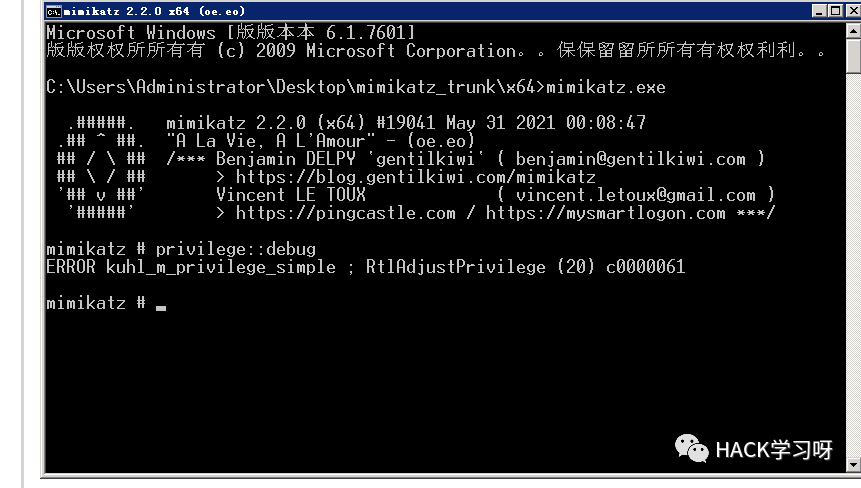 mimikatz 2.2.0 x64 (oe.eo)
Microsoft Windows [版版本本 6.1.7601]
版版权权所所有有 (c) 2009 Microsoft Corporation。。保保留留所所有有权权利利。。
C:\Users\Administrator\Desktop\mimikatz_trunk\x64>mimikatz.exe
.#####.   mimikatz 2.2.0 (x64) #19041 May 31 2021 00:08:47
.## ^ ##.  "A La Vie, A L'Amour" - (oe.eo)
## / \ ##  /*** Benjamin DELPY `gentilkiwi` ( benjamin@gentilkiwi.com )
## \ / ##       > https://blog.gentilkiwi.com/mimikatz
'## v ##'       Vincent LE TOUX             ( vincent.letoux@gmail.com )
'#####'        > https://pingcastle.com / https://mysmartlogon.com ***/
mimikatz # privilege::debug
ERROR kuhl_m_privilege_simple ; RtlAdjustPrivilege (20) c0000061
mimikatz # _
HACK学习呀